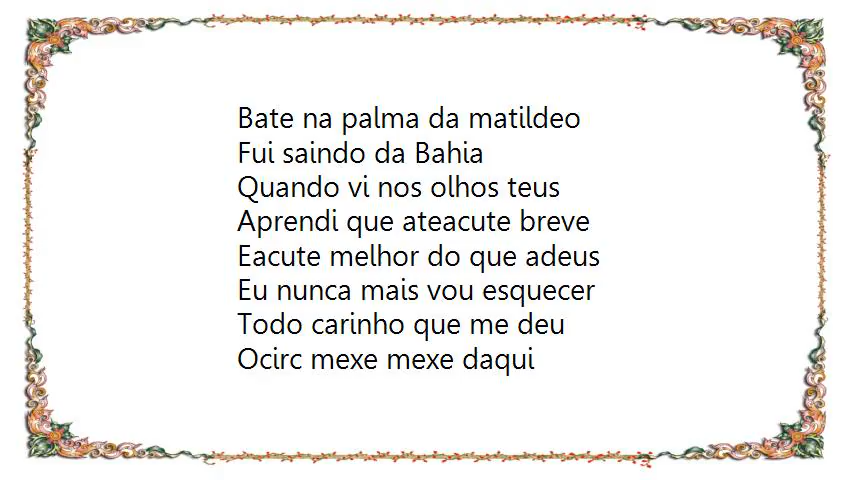 Bate na palma da matildeo
Fui saindo da Bahia
Quando vi nos olhos teus
Aprendi que ateacute breve
Eacute melhor do que adeus
Eu nunca mais vou esquecer
Todo carinho que me deu
Ocirc mexe mexe daqui